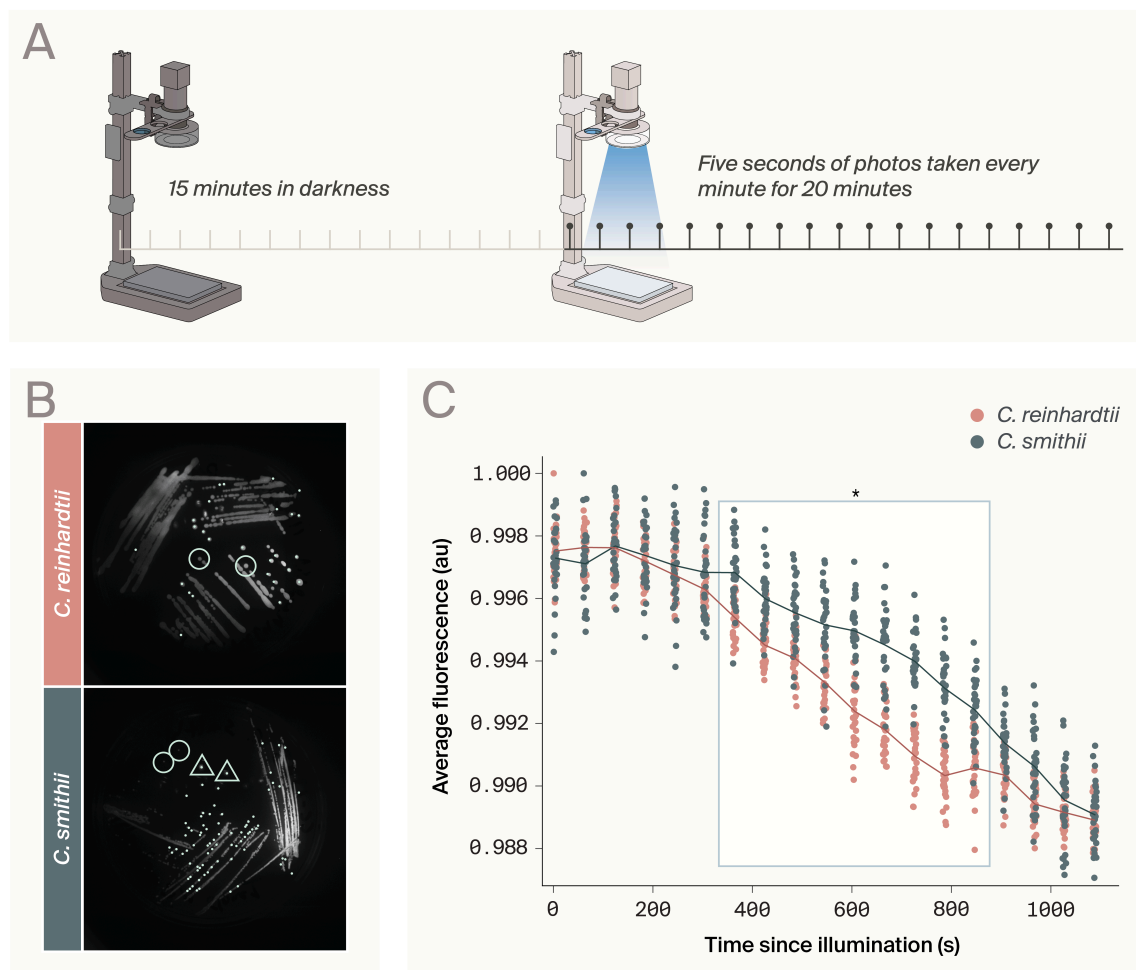 A
15 minutes in darkness
Five seconds of photos taken every
minute for 20 minutes
B
C. reinhardtii
C. smithii
C
C. reinhardtii
C. smithii
*
1.000
0.998
0.996
0.994
0.992
0.990
0.988
Average fluorescence (au)
0
200
400
600
800
1000
Time since illumination (s)